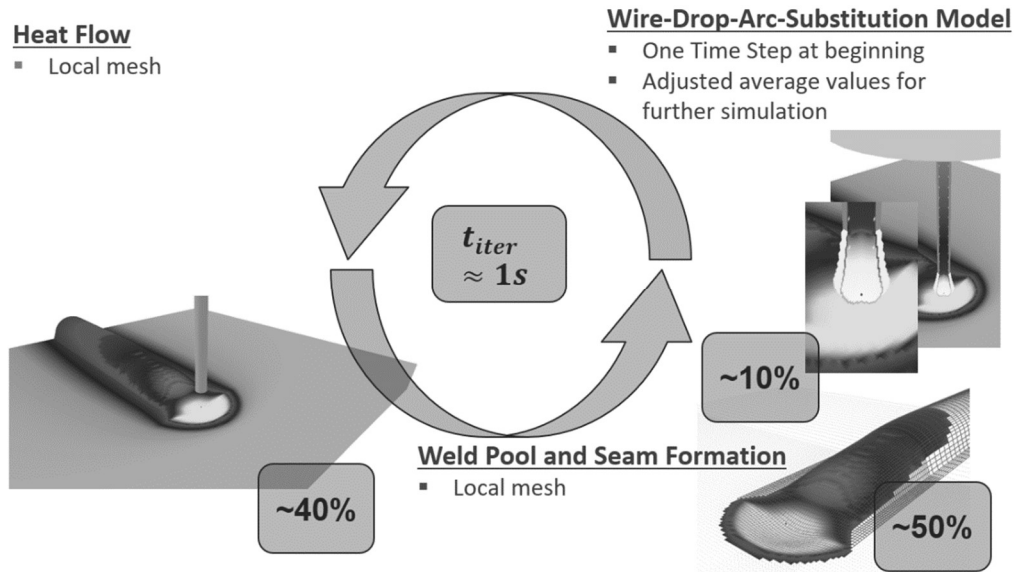 Heat Flow
▪ Local mesh
Wire-Drop-Arc-Substitution Model
▪ One Time Step at beginning
▪ Adjusted average values for
further simulation
t_iter
≈ 1s
~10%
Weld Pool and Seam Formation
▪ Local mesh
~40%
~50%